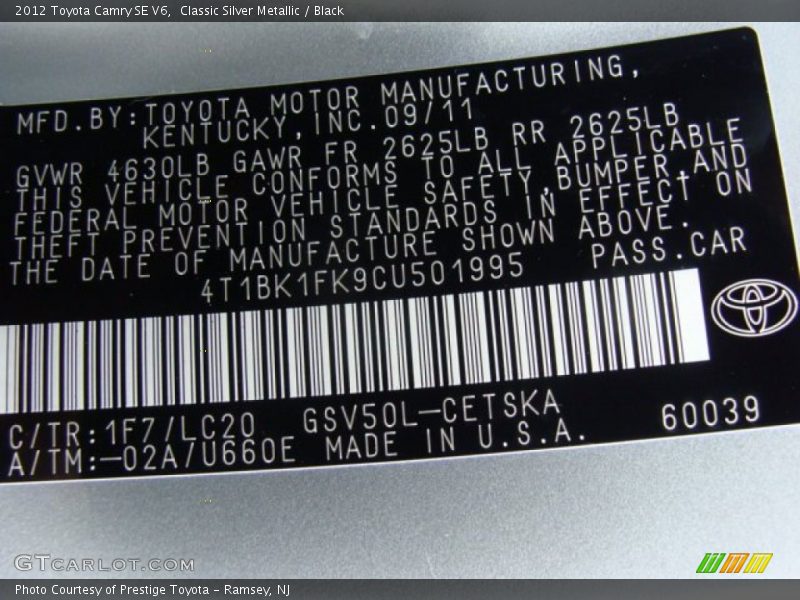 2012 Toyota Camry SE V6,  Classic Silver Metallic / Black
MFD.BY:TOYOTA MOTOR MANUFACTURING,
KENTUCKY,INC.09/11
GVWR 4630LB GAWR FR 2625LB RR 2625LB
THIS VEHICLE CONFORMS TO ALL APPLICABLE
FEDERAL MOTOR VEHICLE SAFETY,BUMPER,AND
THEFT PREVENTION STANDARDS IN EFFECT ON
THE DATE OF MANUFACTURE SHOWN ABOVE.
4T1BK1FK9CU501995 PASS.CAR
C/TR:1F7/LC20 GSV50L-CETSKA 60039
A/TM:-02A/U660E MADE IN U.S.A.
GTCARLOT.COM
Photo Courtesy of Prestige Toyota - Ramsey, NJ